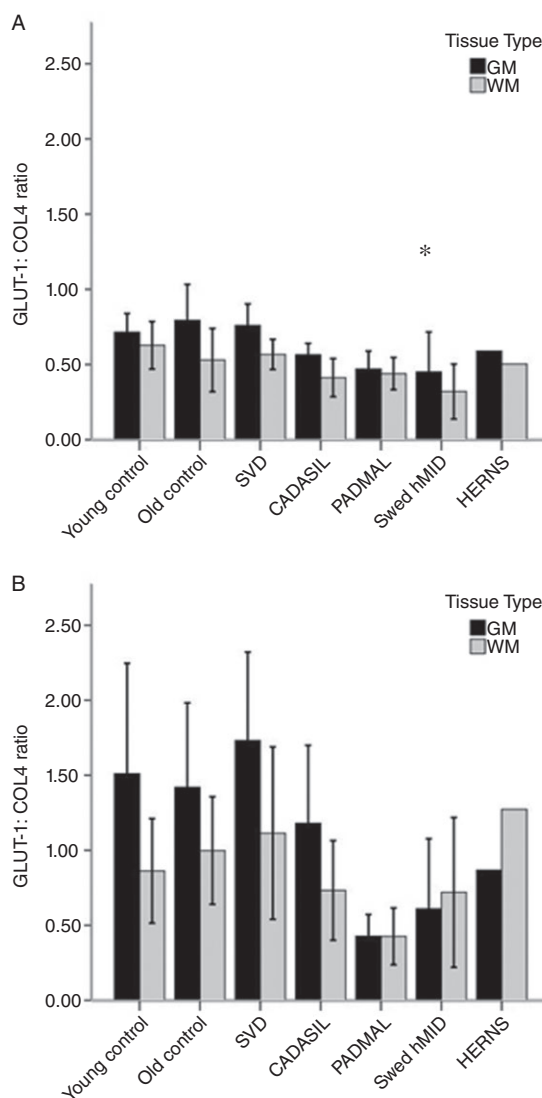 A
Tissue Type
GM
WM
GLUT-1: COL4 ratio
2.50
2.00
1.50
1.00
0.50
0.00
*
Young control
Old control
SVD
CADASIL
PADMAL
Swed hMID
HERNS
B
Tissue Type
GM
WM
GLUT-1: COL4 ratio
2.50
2.00
1.50
1.00
0.50
0.00
Young control
Old control
SVD
CADASIL
PADMAL
Swed hMID
HERNS